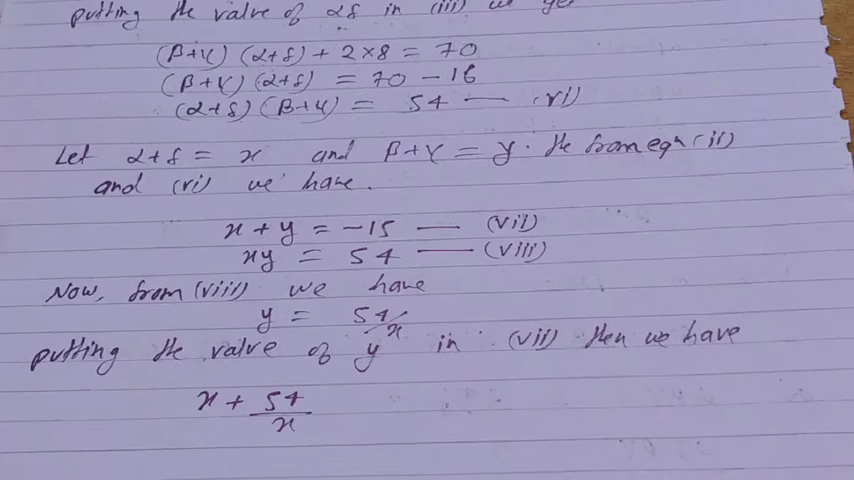 putting the value of αδ in (iii) we get
(β+γ) (α+δ) + 2×8 = 70
(β+γ) (α+δ) = 70 - 16
(α+δ) (β+γ) = 54 — (vi)
Let α+δ = x and β+γ = y. The from eqn (ii)
and (vi) we have.
x + y = -15 — (vii)
xy = 54 — (viii)
Now, from (viii) we have
y = 54/x
putting the value of y in (vii) then we have
x + 54/x